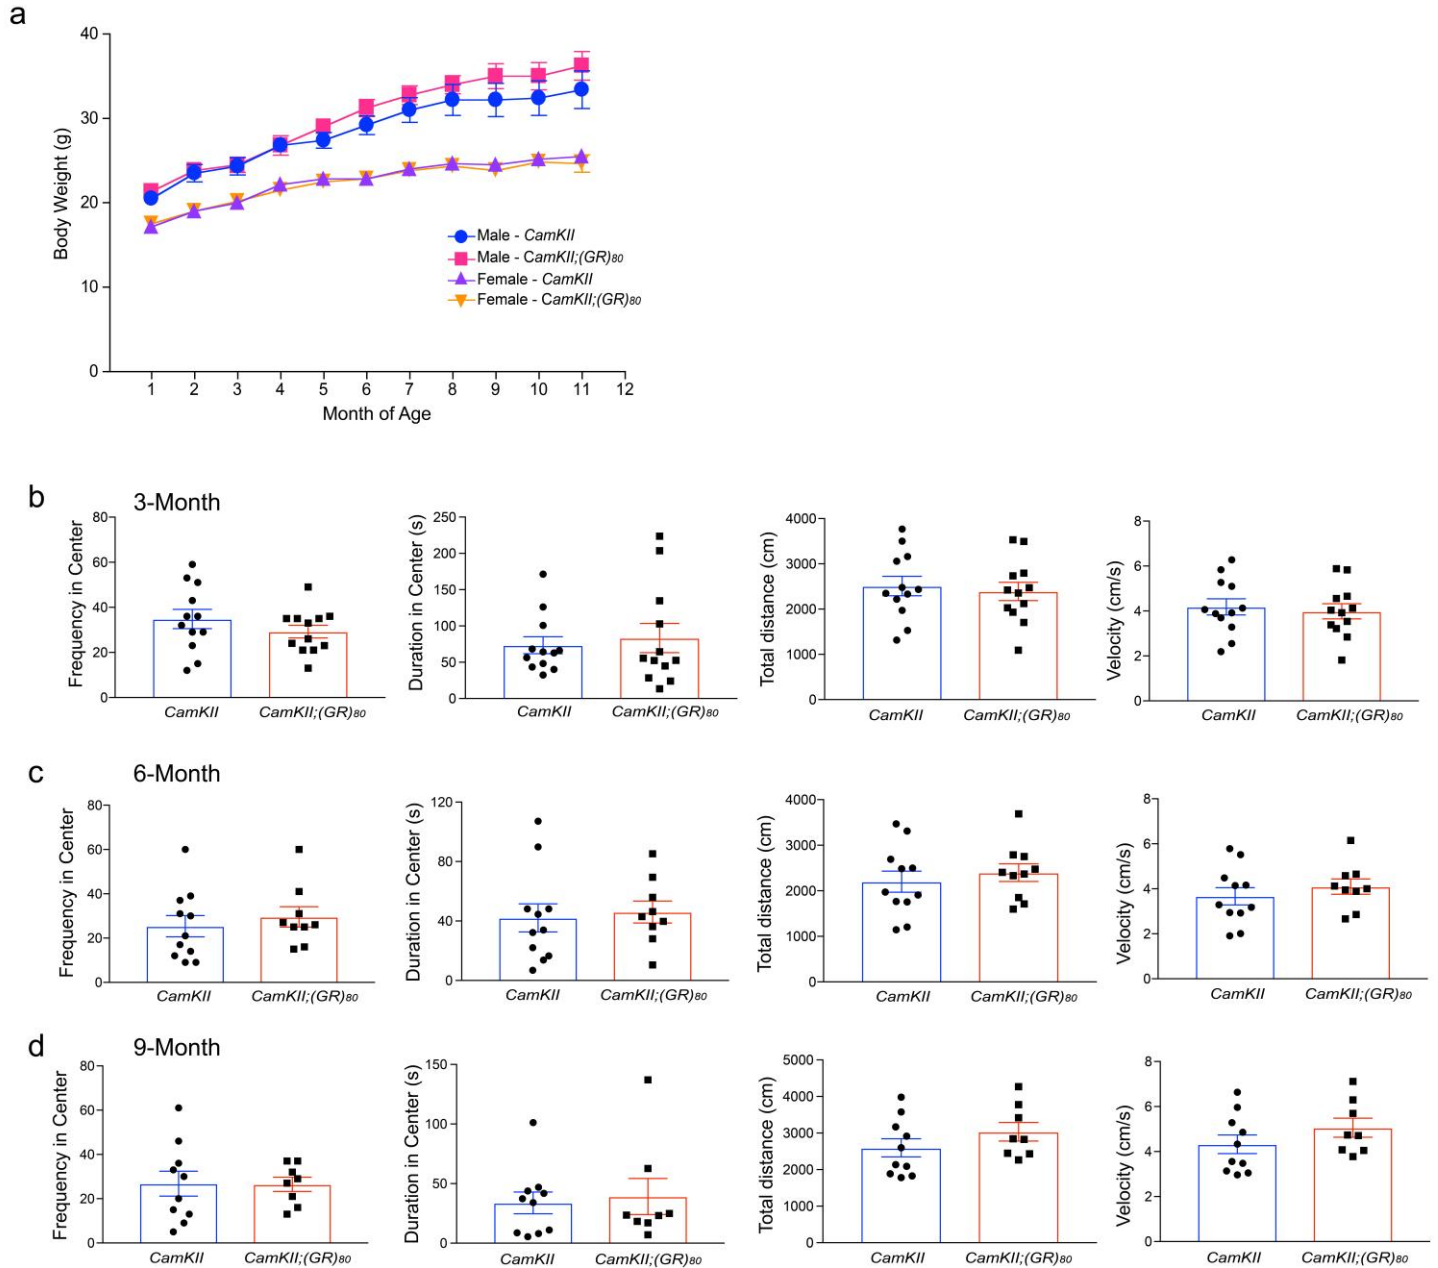 a
40
30
20
10
0
Body Weight (g)
1 2 3 4 5 6 7 8 9 10 11 12
Month of Age
Male - CamKII
Male - CamKII;(GR)80
Female - CamKII
Female - CamKII;(GR)80
b
3-Month
80
60
40
20
0
Frequency in Center
CamKII CamKII;(GR)80
250
200
150
100
50
0
Duration in Center (s)
CamKII CamKII;(GR)80
4000
3000
2000
1000
0
Total distance (cm)
CamKII CamKII;(GR)80
8
6
4
2
0
Velocity (cm/s)
CamKII CamKII;(GR)80
c
6-Month
80
60
40
20
0
Frequency in Center
CamKII CamKII;(GR)80
120
80
40
0
Duration in Center (s)
CamKII CamKII;(GR)80
4000
3000
2000
1000
0
Total distance (cm)
CamKII CamKII;(GR)80
8
6
4
2
0
Velocity (cm/s)
CamKII CamKII;(GR)80
d
9-Month
80
60
40
20
0
Frequency in Center
CamKII CamKII;(GR)80
150
100
50
0
Duration in Center (s)
CamKII CamKII;(GR)80
5000
4000
3000
2000
1000
0
Total distance (cm)
CamKII CamKII;(GR)80
8
6
4
2
0
Velocity (cm/s)
CamKII CamKII;(GR)80